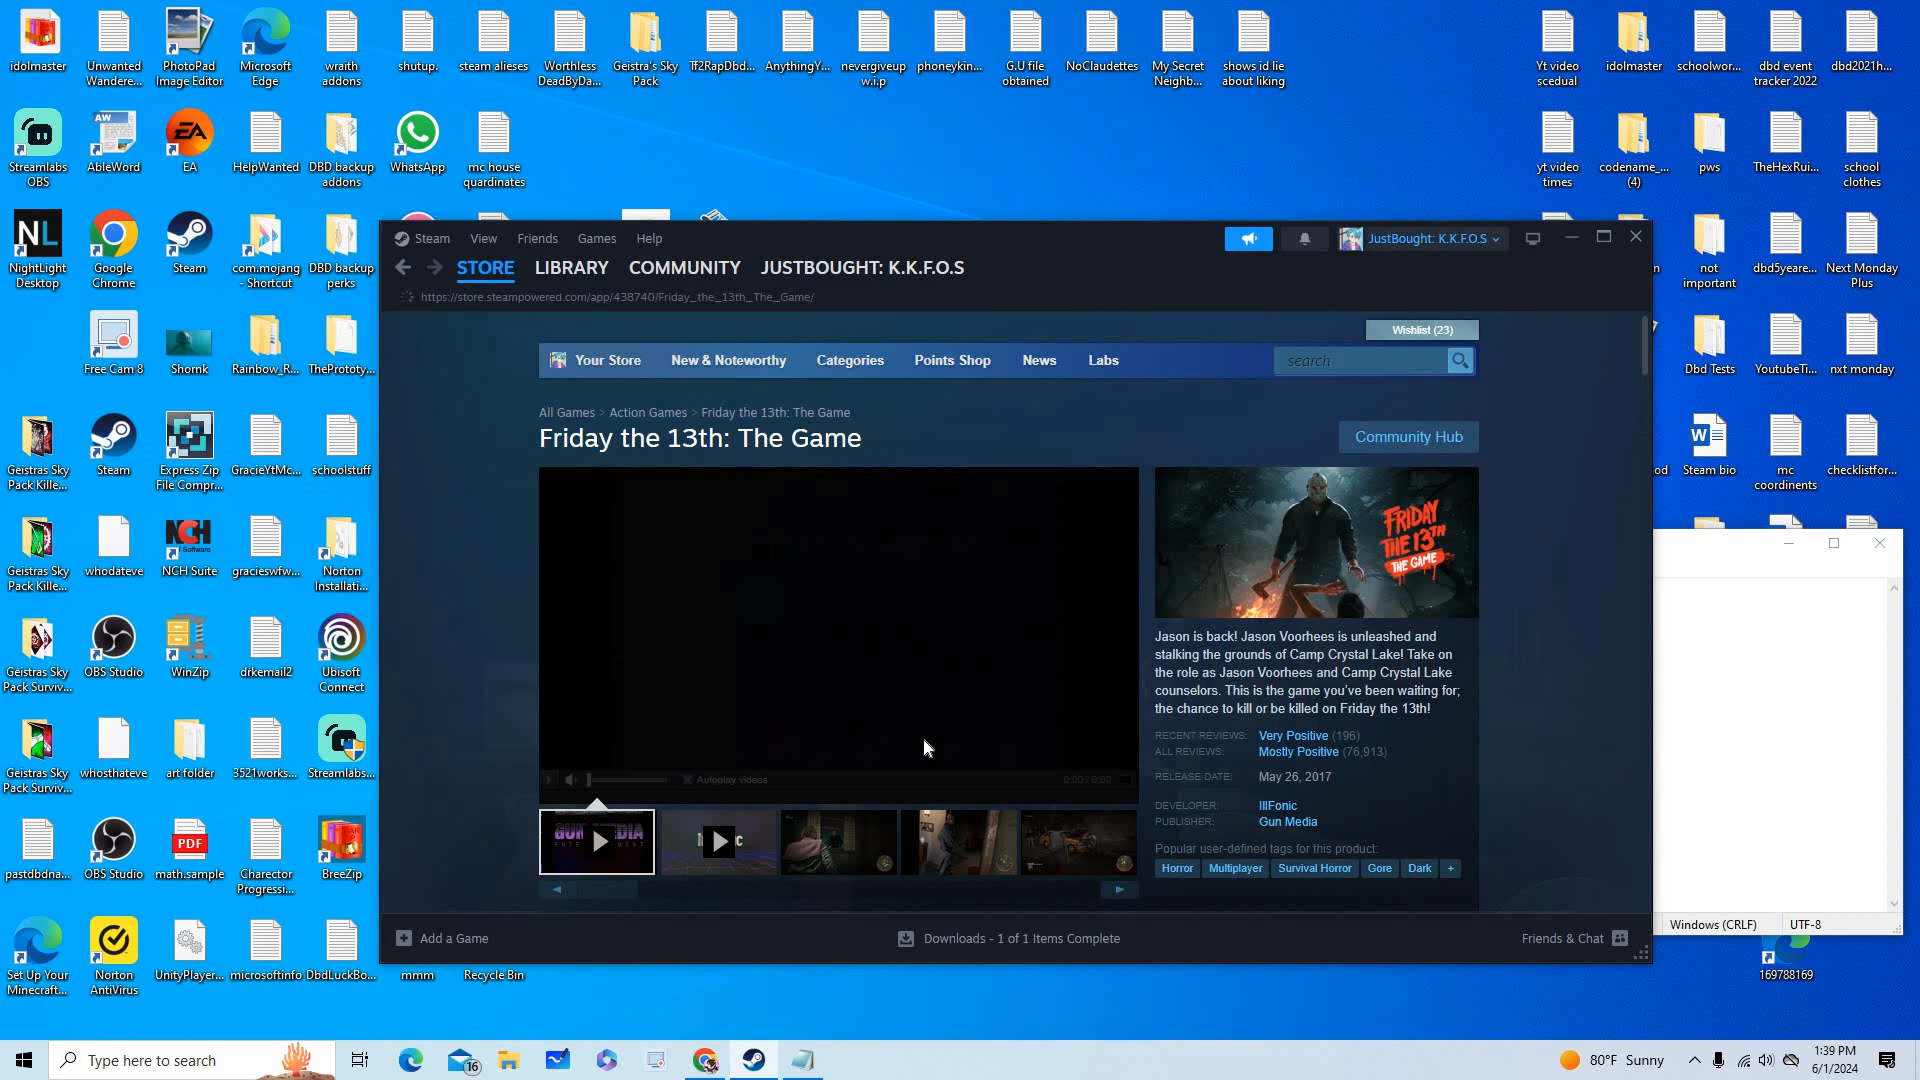 idolmaster
Unwanted Wandere...
PhotoPad Image Editor
Microsoft Edge
wraith addons
shutup.
steam alieses
Worthless DeadByDa...
Geistra's Sky Pack
Tf2RapDbd...
AnythingY...
nevergiveup w.i.p
phoneykin...
G.U file obtained
NoClaudettes
My Secret Neighb...
shows id lie about liking
Yt video scedual
idolmaster
schoolwor...
dbd event tracker 2022
dbd2021h...
Streamlabs OBS
AbleWord
EA
HelpWanted
DBD backup addons
WhatsApp
mc house quardinates
yt video times
codename_... (4)
pws
TheHexRui...
school clothes
NightLight Desktop
Google Chrome
Steam
com.mojang - Shortcut
DBD backup perks
not important
dbd5yeare...
Next Monday Plus
Free Cam 8
Shornk
Rainbow_R...
ThePrototy...
Dbd Tests
YoutubeTi...
nxt monday
Geistras Sky Pack Kille...
Steam
Express Zip File Compr...
GracieYtMc...
schoolstuff
Steam bio
mc coordinents
checklistfor...
Geistras Sky Pack Kille...
whodateve
NCH Suite
gracieswfw...
Norton Installati...
Geistras Sky Pack Surviv...
OBS Studio
WinZip
drkemail2
Ubisoft Connect
Geistras Sky Pack Surviv...
whosthateve
art folder
3521works...
Streamlabs...
pastdbdna...
OBS Studio
math.sample
Charector Progressi...
BreeZip
Set Up Your Minecraft...
Norton AntiVirus
UnityPlayer...
microsoftinfo
DbdLuckBo...
mmm
Recycle Bin
169788169
Steam View Friends Games Help
JustBought: K.K.F.O.S
STORE LIBRARY COMMUNITY JUSTBOUGHT: K.K.F.O.S
https://store.steampowered.com/app/438740/Friday_the_13th_The_Game/
Wishlist (23)
Your Store New & Noteworthy Categories Points Shop News Labs
search
All Games > Action Games > Friday the 13th: The Game
Friday the 13th: The Game
Community Hub
FRIDAY
THE 13TH
THE GAME
Jason is back! Jason Voorhees is unleashed and
stalking the grounds of Camp Crystal Lake! Take on
the role as Jason Voorhees and Camp Crystal Lake
counselors. This is the game you've been waiting for;
the chance to kill or be killed on Friday the 13th!
RECENT REVIEWS: Very Positive (196)
ALL REVIEWS: Mostly Positive (76,913)
RELEASE DATE: May 26, 2017
DEVELOPER: IllFonic
PUBLISHER: Gun Media
Popular user-defined tags for this product:
Horror Multiplayer Survival Horror Gore Dark +
Autoplay videos
0:00 / 0:00
Add a Game
Downloads - 1 of 1 Items Complete
Friends & Chat
Windows (CRLF) UTF-8
Type here to search
16
80°F Sunny
1:39 PM
6/1/2024